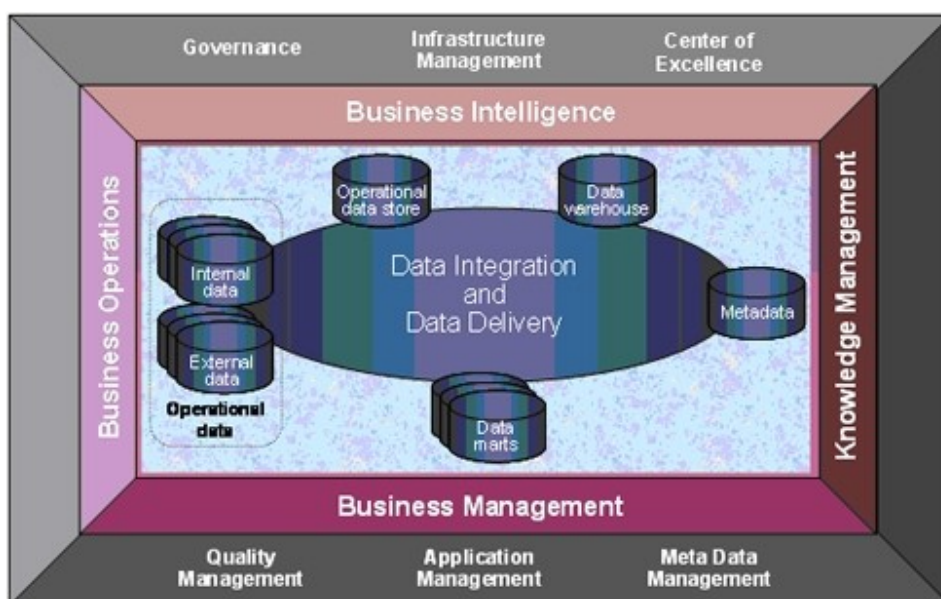 Governance
Infrastructure
Management
Center of
Excellence
Business Intelligence
Business Operations
Operational
data store
Data
warehouse
Internal
data
External
data
Operational
data
Data Integration
and
Data Delivery
Metadata
Data
marts
Knowledge Management
Business Management
Quality
Management
Application
Management
Meta Data
Management